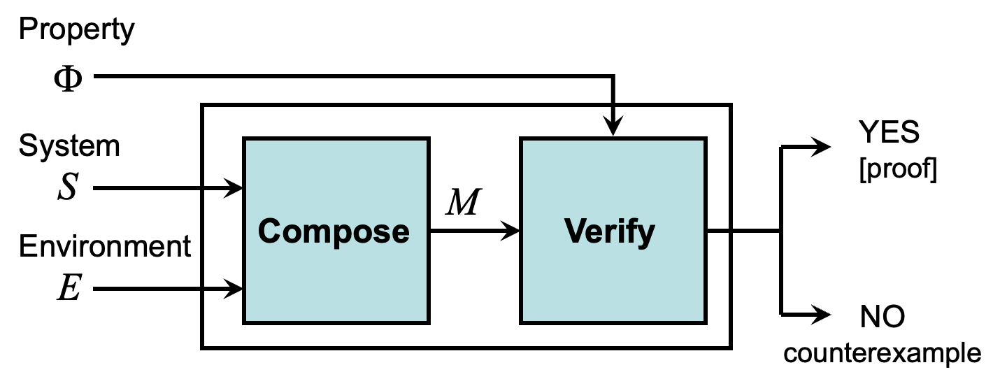 Property
Φ
System
S
Environment
E
Compose
M
Verify
YES
[proof]
NO
counterexample